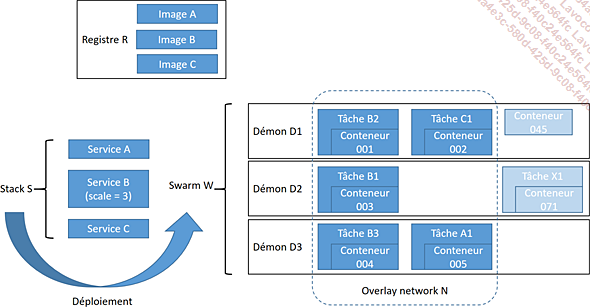 Registre R
Image A
Image B
Image C
Stack S
Service A
Service B
(scale = 3)
Service C
Déploiement
Swarm W
Démon D1
Tâche B2
Conteneur
001
Tâche C1
Conteneur
002
Conteneur
045
Démon D2
Tâche B1
Conteneur
003
Tâche X1
Conteneur
071
Démon D3
Tâche B3
Conteneur
004
Tâche A1
Conteneur
005
Overlay network N